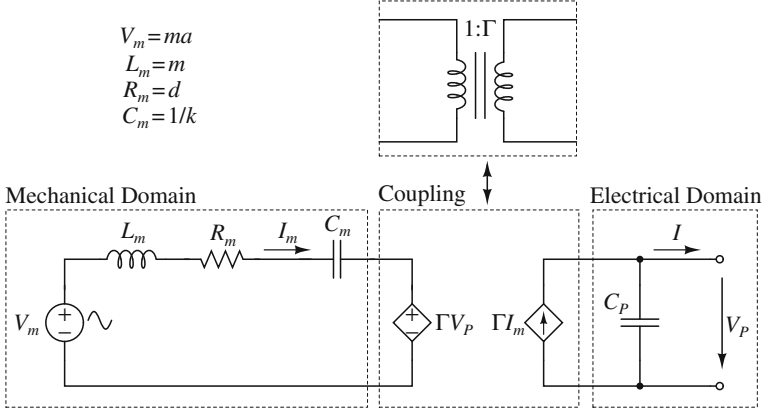 V_m = ma
L_m = m
R_m = d
C_m = 1/k
1:Γ
Mechanical Domain
Coupling
Electrical Domain
L_m
R_m
I_m
C_m
I
V_m
+
−
+
−
ΓV_P
ΓI_m
C_P
V_P